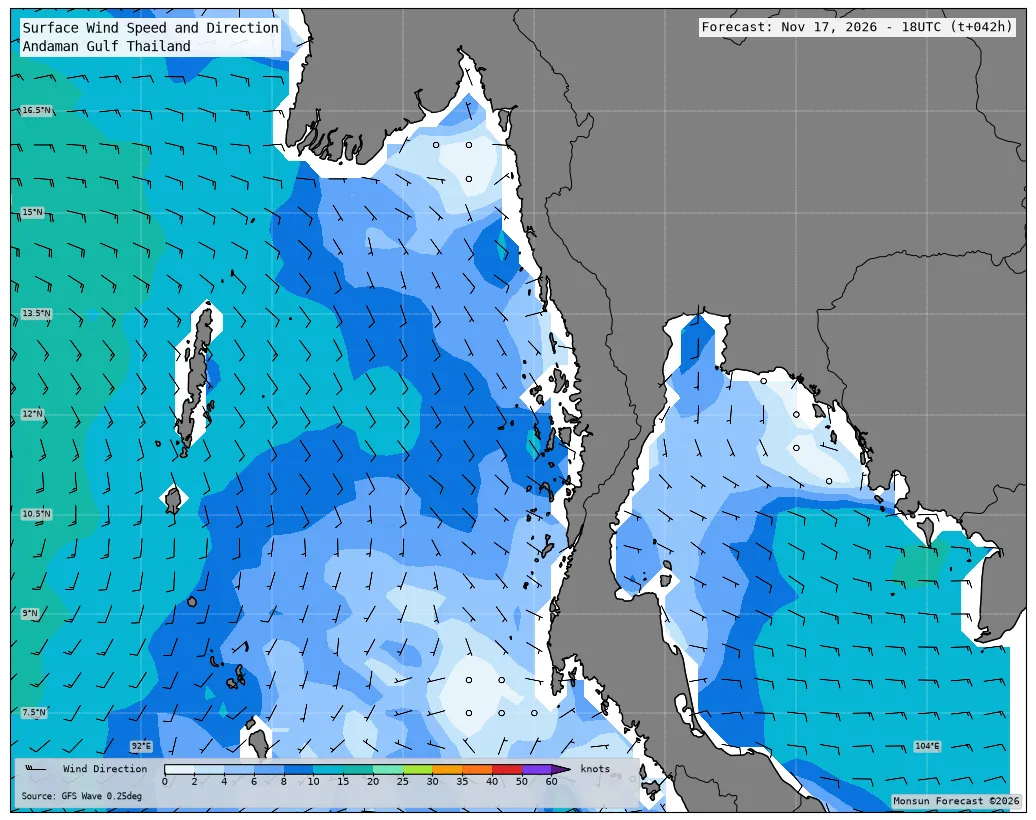 Surface Wind Speed and Direction
Andaman Gulf Thailand
Forecast: Nov 17, 2026 - 18UTC (t+042h)
16.5°N
15°N
13.5°N
12°N
10.5°N
9°N
7.5°N
92°E
104°E
Wind Direction
0 2 4 6 8 10 15 20 25 30 35 40 45 50 60
knots
Source: GFS Wave 0.25deg
Monsun Forecast ©2026